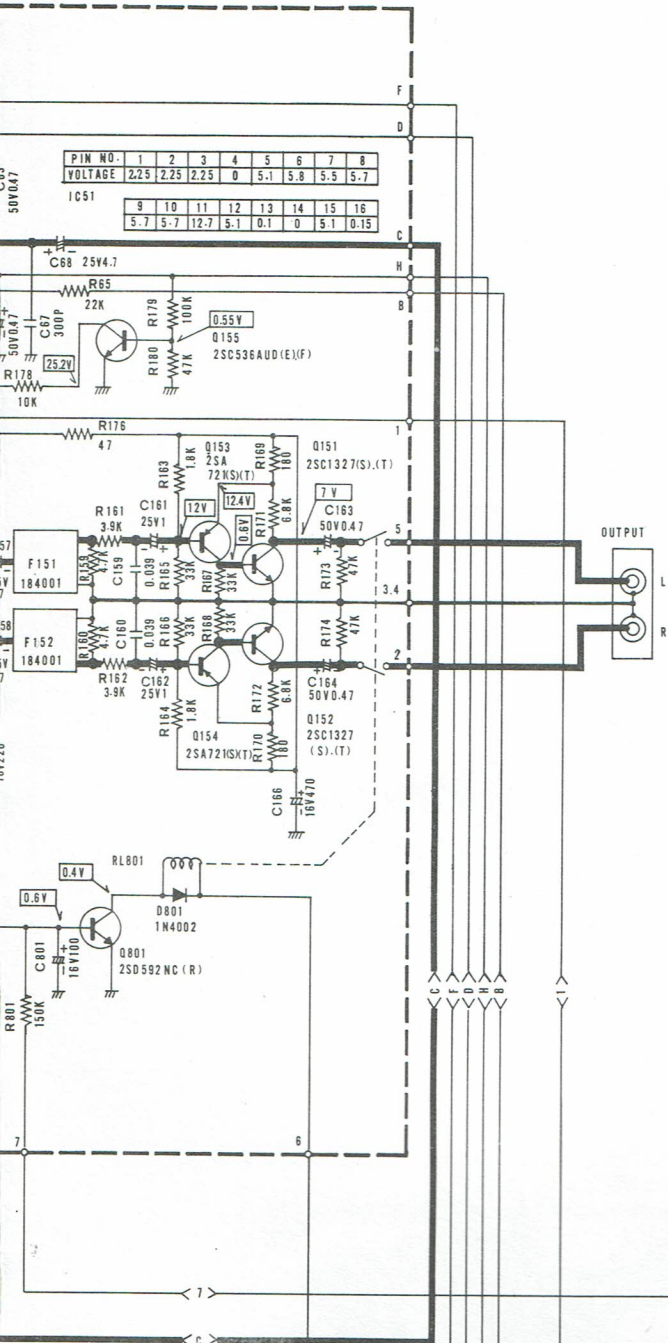 F
D
PIN NO. 1 2 3 4 5 6 7 8
VOLTAGE 2.25 2.25 2.25 0 5.1 5.8 5.5 5.7
IC51
9 10 11 12 13 14 15 16
5.7 5.7 12.7 5.1 0.1 0 5.1 0.15
50V0.47
C
C68 25V4.7
H
R65
22K
B
50V0.47
C67
300P
R179
100K
0.55V
Q155
2SC536AUD(E)(F)
R180
47K
25.2V
R178
10K
1
R176
47
R163
1.8K
Q153
2SA
721(S)(T)
R169
180
Q151
2SC1327(S).(T)
12.4V
7V
R161
3.9K
C161
25V1
12V
0.6V
R171
6.8K
C163
50V0.47
5
OUTPUT
57
F151
184001
R159
4.7K
C159
0.039
R165
33K
R167
33K
R173
47K
L
3.4
58
F152
184001
R160
4.7K
C160
0.039
R166
33K
R168
33K
R174
47K
R
2
R162
3.9K
C162
25V1
R164
1.8K
R172
6.8K
C164
50V0.47
Q154
2SA721(S)(T)
R170
180
Q152
2SC1327
(S).(T)
C166
16V470
RL801
0.4V
0.6V
D801
1N4002
C801
16V100
Q801
2SD592NC(R)
R801
150K
C
F
D
H
B
1
7
6
7
C